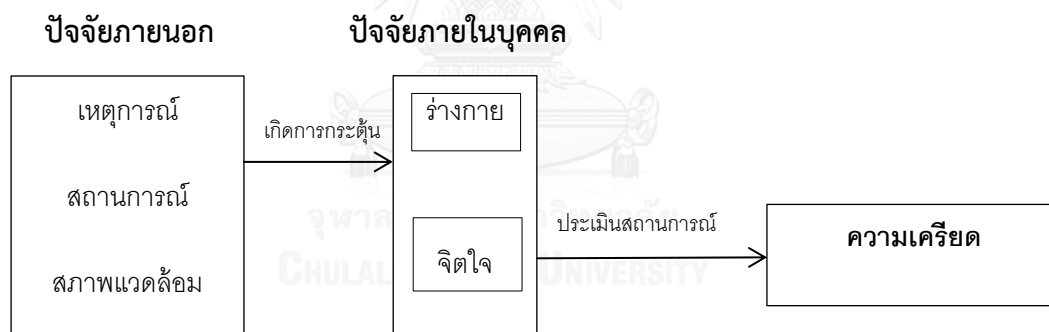 ปัจจัยภายนอก
ปัจจัยภายในบุคคล
เหตุการณ์
สถานการณ์
สภาพแวดล้อม
เกิดการกระตุ้น
ร่างกาย
จิตใจ
ประเมินสถานการณ์
ความเครียด
CHULAL UNIVERSITY